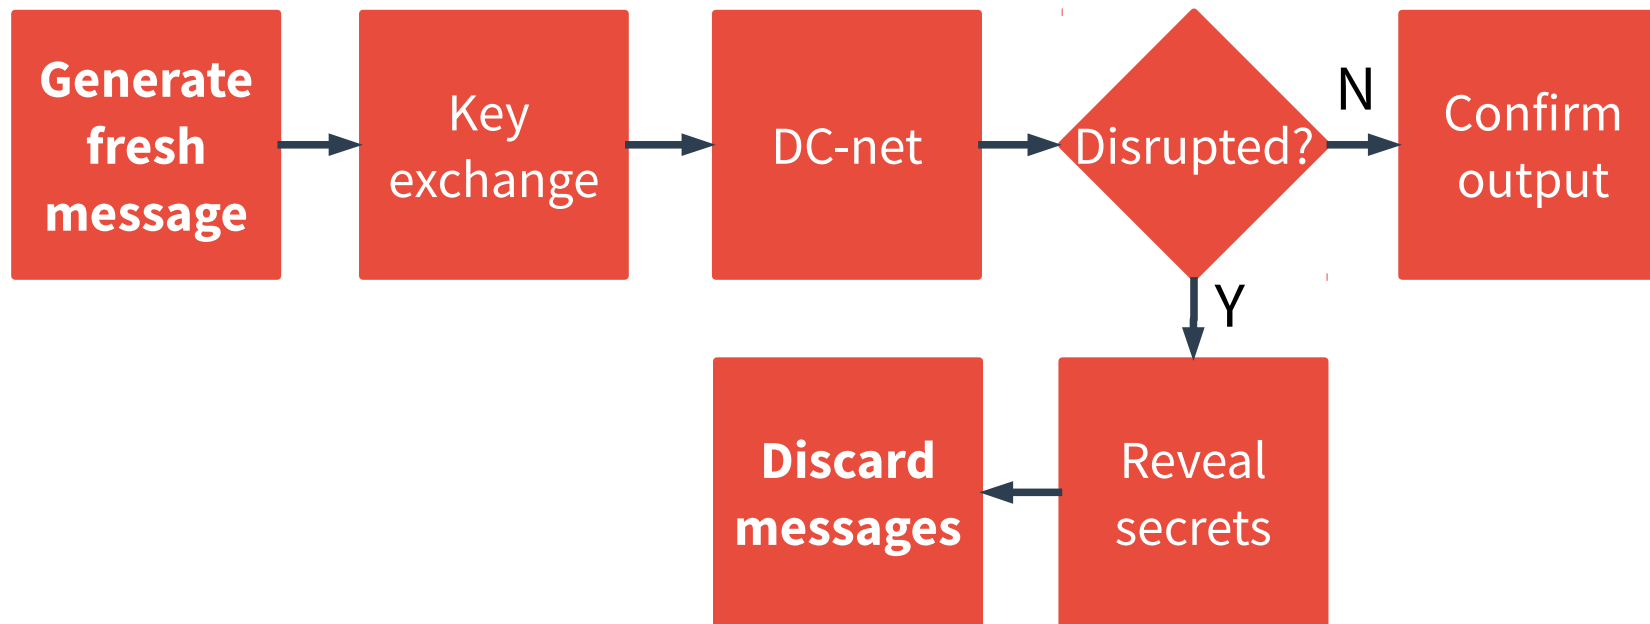 Generate
fresh
message
Key
exchange
DC-net
Disrupted?
N
Confirm
output
Y
Discard
messages
Reveal
secrets